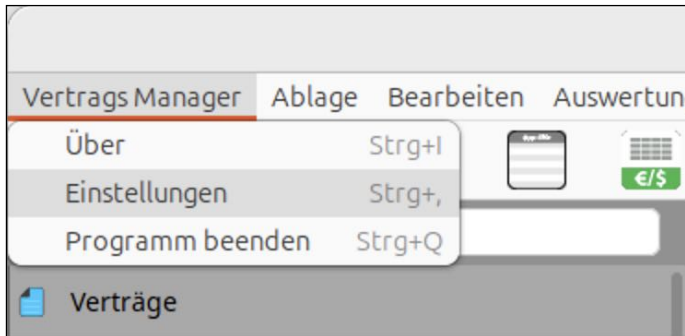 Vertrags Manager Ablage Bearbeiten Auswertun
Über Strg+I
Einstellungen Strg+,
€/$
Programm beenden Strg+Q
Verträge